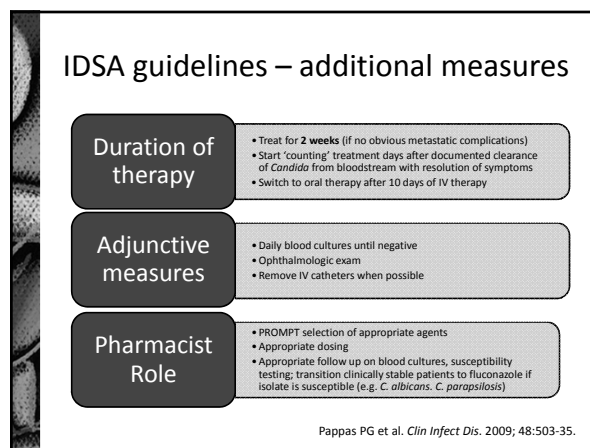 IDSA guidelines – additional measures
Duration of
therapy
• Treat for 2 weeks (if no obvious metastatic complications)
• Start ‘counting’ treatment days after documented clearance
of Candida from bloodstream with resolution of symptoms
• Switch to oral therapy after 10 days of IV therapy
Adjunctive
measures
• Daily blood cultures until negative
• Ophthalmologic exam
• Remove IV catheters when possible
Pharmacist
Role
• PROMPT selection of appropriate agents
• Appropriate dosing
• Appropriate follow up on blood cultures, susceptibility
testing; transition clinically stable patients to fluconazole if
isolate is susceptible (e.g. C. albicans. C. parapsilosis)
Pappas PG et al. Clin Infect Dis. 2009; 48:503-35.